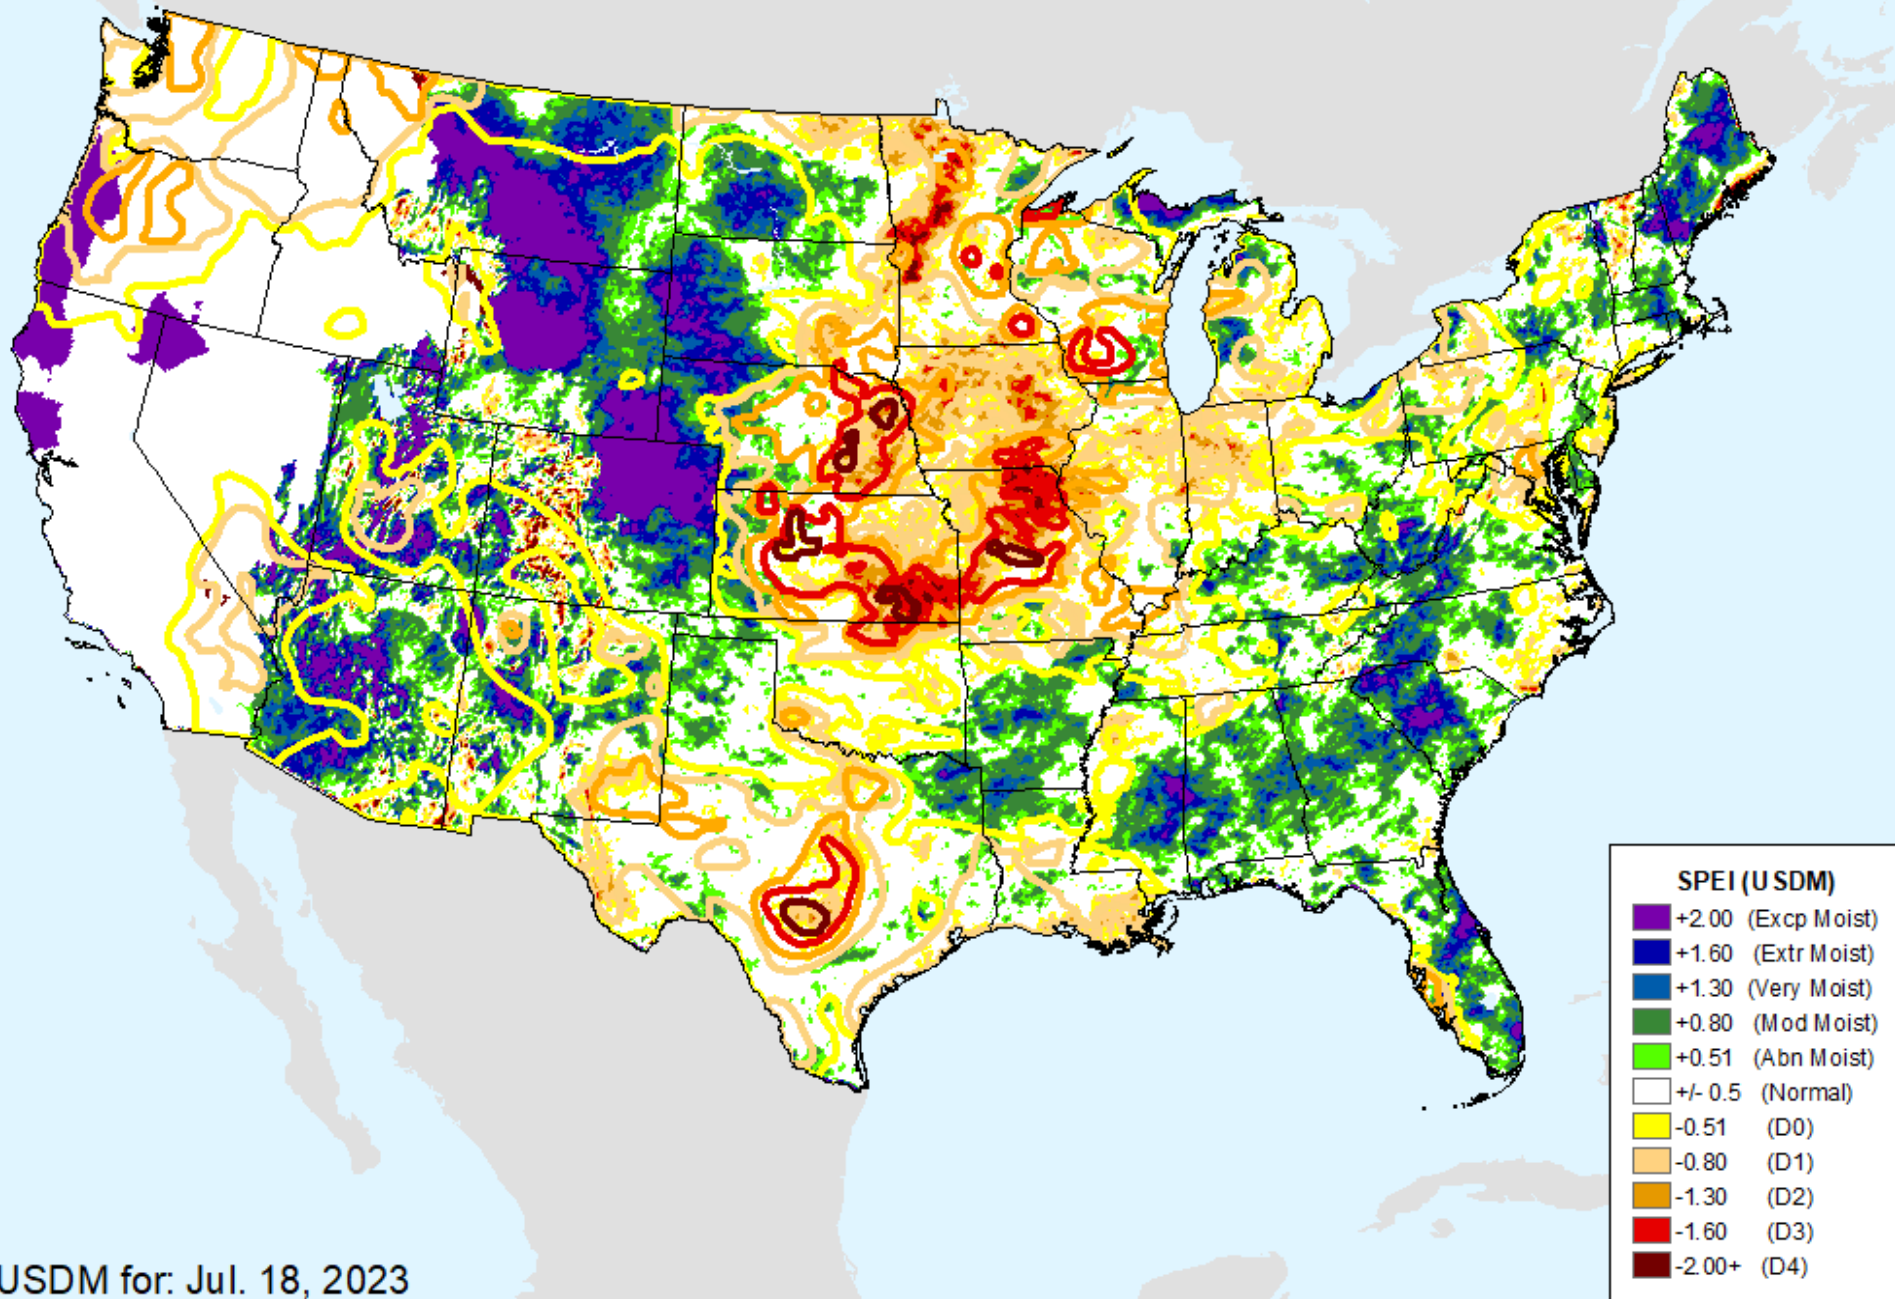 SPEI (USDM)
+2.00 (Excp Moist)
+1.60 (Extr Moist)
+1.30 (Very Moist)
+0.80 (Mod Moist)
+0.51 (Abn Moist)
+/- 0.5 (Normal)
-0.51 (D0)
-0.80 (D1)
-1.30 (D2)
-1.60 (D3)
-2.00+ (D4)
USDM for: Jul. 18, 2023